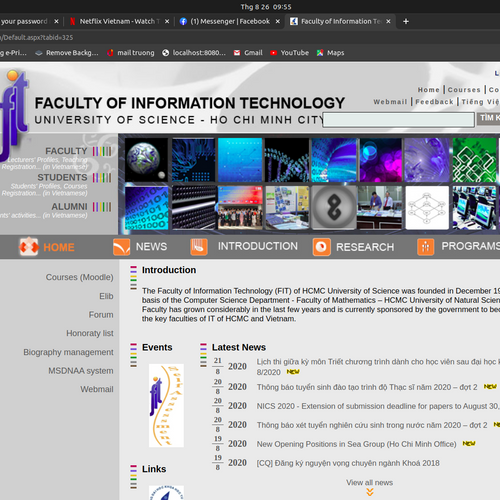 Thg 8 26 09:55
your password
Netflix Vietnam - Watch T
(1) Messenger | Facebook
Faculty of Information Te
/Default.aspx?tabid=325
g e-Pri…
Remove Backg…
mail truong
localhost:8080…
GMail
YouTube
Maps
Home | Courses | Co
Webmail | Feedback | Tiếng Việ
fit
FACULTY OF INFORMATION TECHNOLOGY
UNIVERSITY OF SCIENCE - HO CHI MINH CITY
TÌM K
FACULTY
Lecturers' Profiles, Teaching
Registration... (in Vietnamese)
STUDENTS
Students' Profiles, Courses
Registration... (in Vietnamese)
ALUMNI
nts' activities... (in Vietnamese)
HOME
NEWS
INTRODUCTION
RESEARCH
PROGRAMS
Courses (Moodle)
Elib
Forum
Honoraty list
Biography management
MSDNAA system
Webmail
Introduction
The Faculty of Information Technology (FIT) of HCMC University of Science was founded in December 19
basis of the Computer Science Department - Faculty of Mathematics – HCMC University of Natural Scien
Faculty has grown considerably in the last few years and is currently sponsored by the government to bec
the key faculties of IT of HCMC and Vietnam.
Events
fit
Links
Latest News
21
8 2020 Lịch thi giữa kỳ môn Triết chương trình dành cho học viên sau đại học k
8/2020 NEW
20
8 2020 Thông báo tuyển sinh đào tạo trình độ Thạc sĩ năm 2020 – đợt 2 NEW
20
8 2020 NICS 2020 - Extension of submission deadline for papers to August 30,
20
8 2020 Thông báo xét tuyển nghiên cứu sinh trong nước năm 2020 – đợt 2
19
8 2020 New Opening Positions in Sea Group (Ho Chi Minh Office) NEW
19
8 2020 [CQ] Đăng ký nguyện vọng chuyên ngành Khoá 2018
View all news